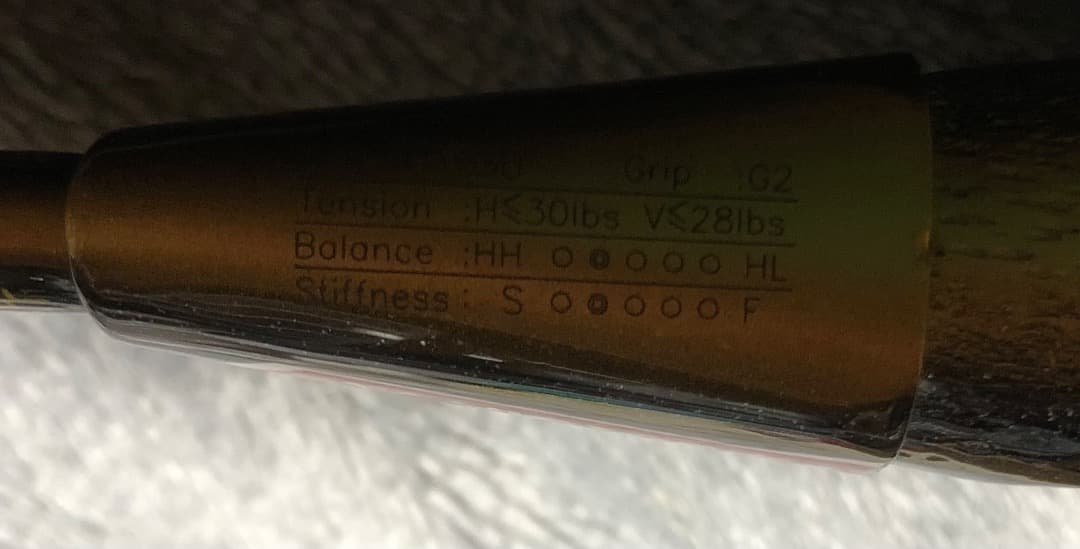 Grip :G2
Tension :H≤30lbs V≤28lbs
Balance :HH ○◉○○○ HL
Stiffness : S ○◉○○○ F